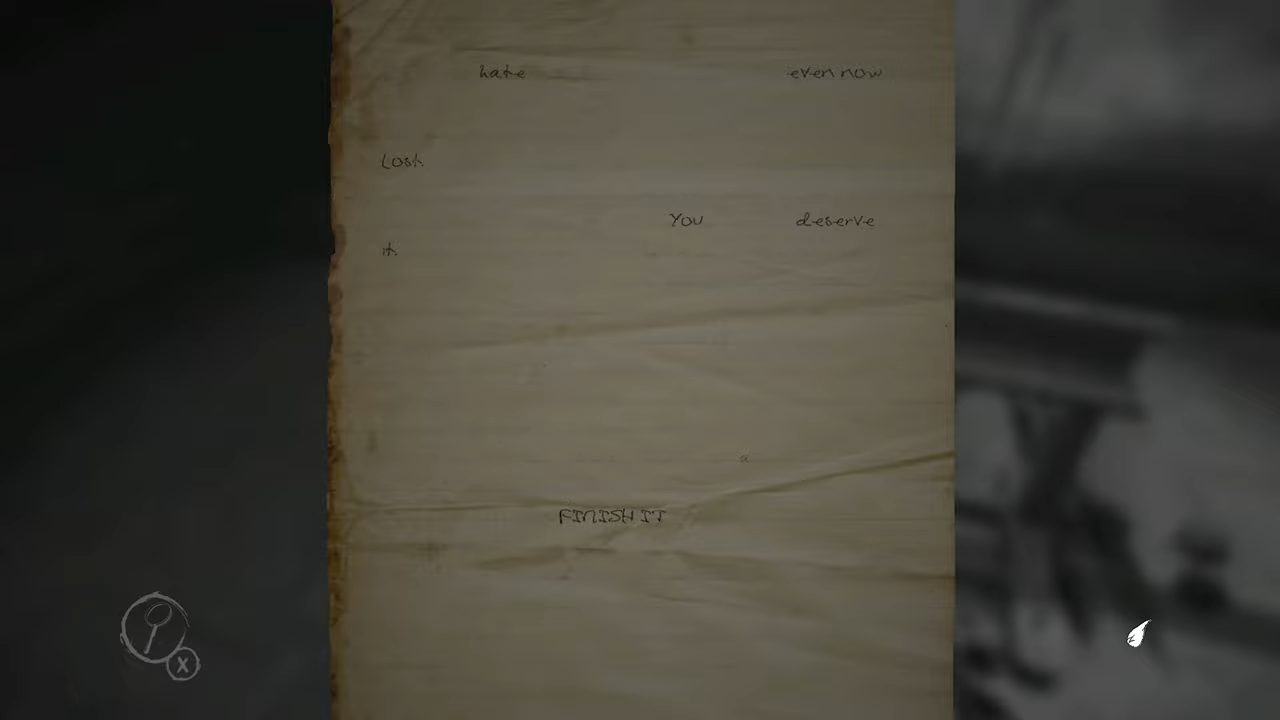 hate even now
Lost.
You deserve
it.
a
FINISH IT
X